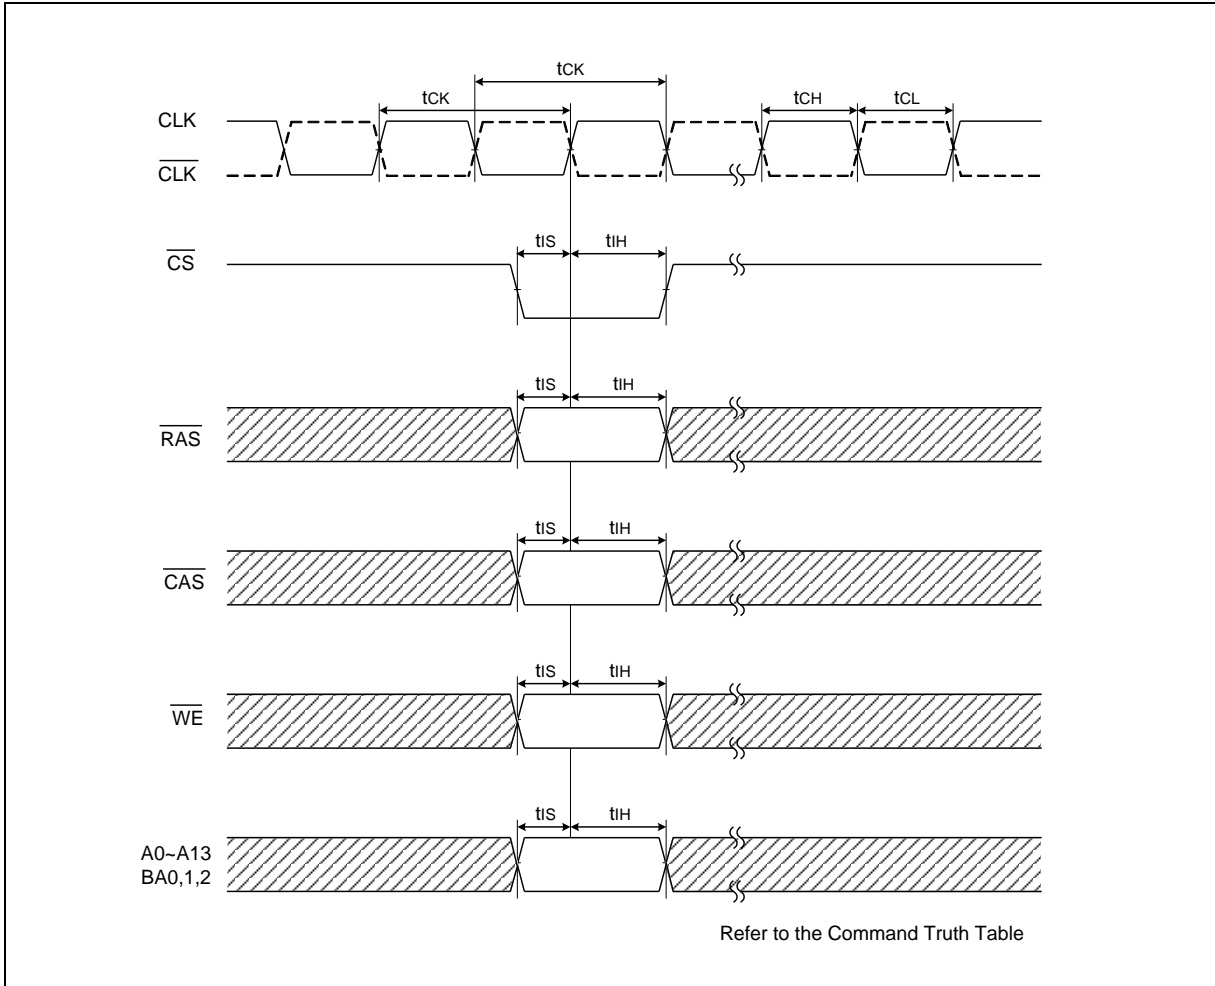 tCK
tCK tCH tCL
CLK
CLK
tIS tIH
CS
tIS tIH
RAS
tIS tIH
CAS
tIS tIH
WE
tIS tIH
A0~A13
BA0,1,2
Refer to the Command Truth Table